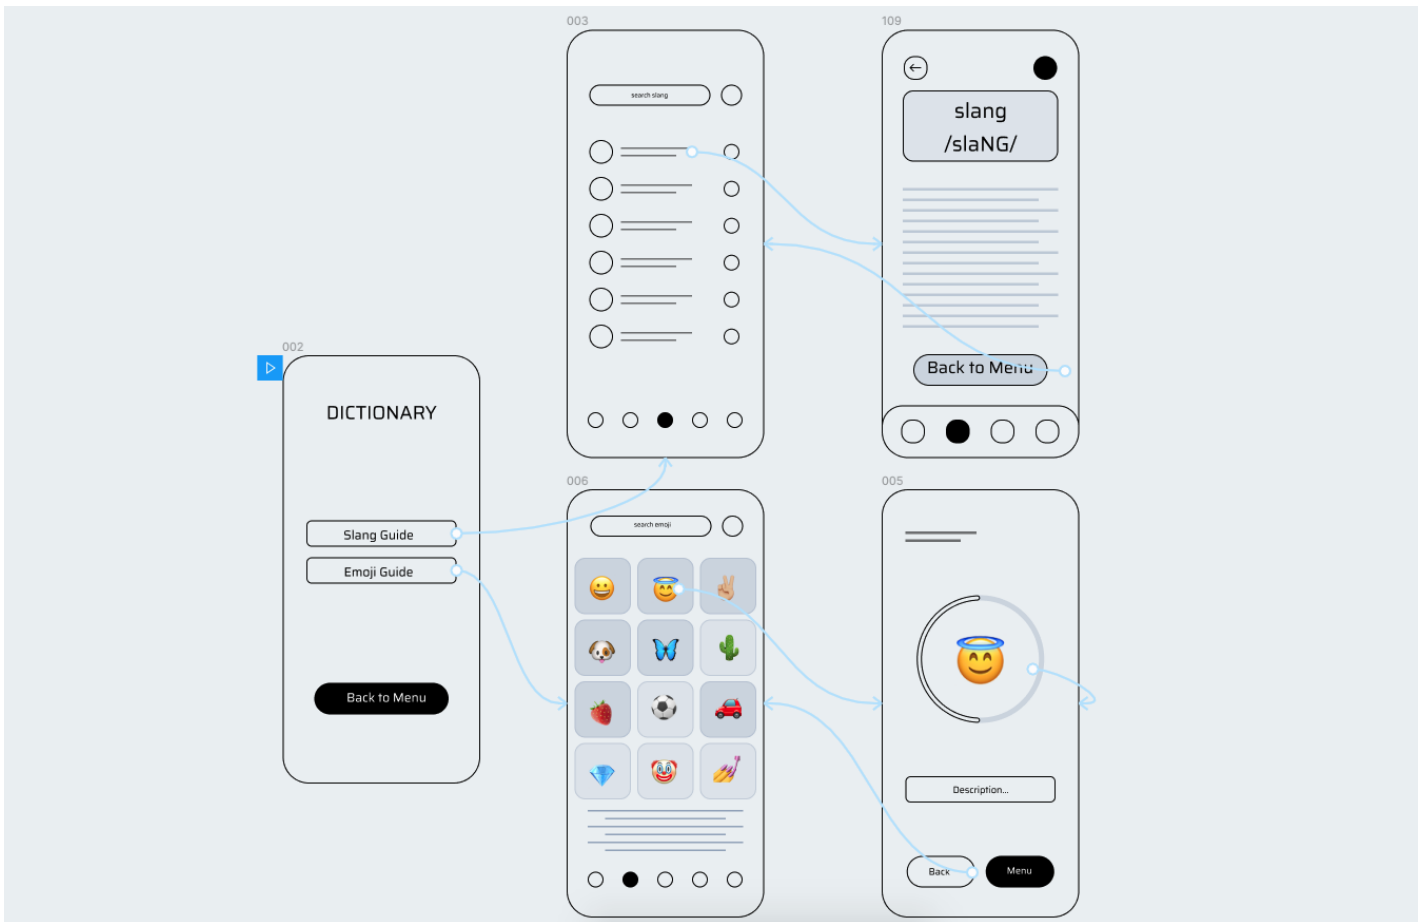 003
search slang
109
slang
/slaNG/
Back to Menu
002
DICTIONARY
Slang Guide
Emoji Guide
Back to Menu
006
search emoji
005
Description...
Back
Menu